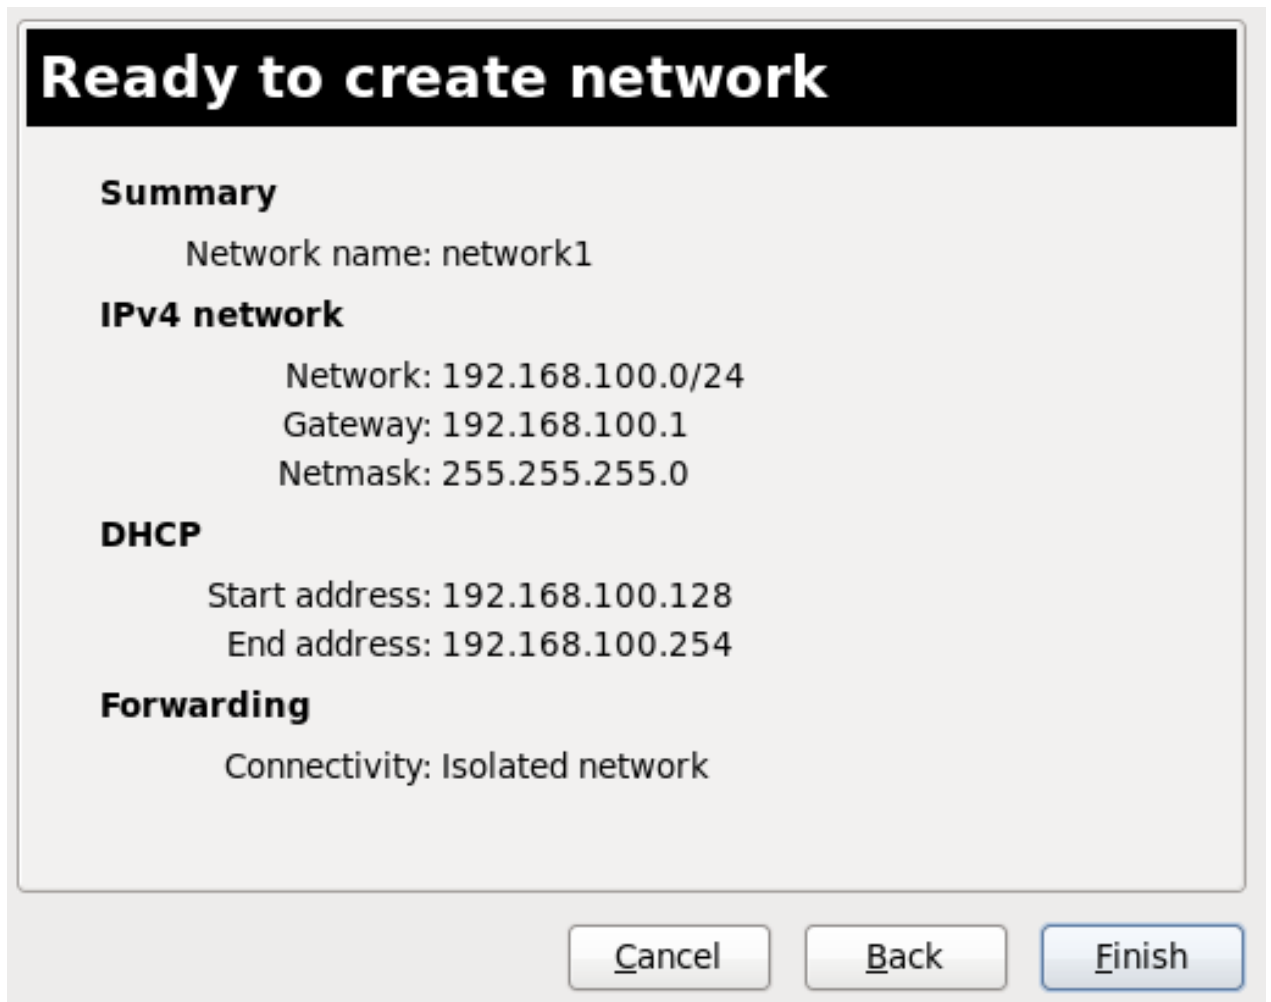 Ready to create network
Summary
Network name: network1
IPv4 network
Network: 192.168.100.0/24
Gateway: 192.168.100.1
Netmask: 255.255.255.0
DHCP
Start address: 192.168.100.128
End address: 192.168.100.254
Forwarding
Connectivity: Isolated network
Cancel Back Finish